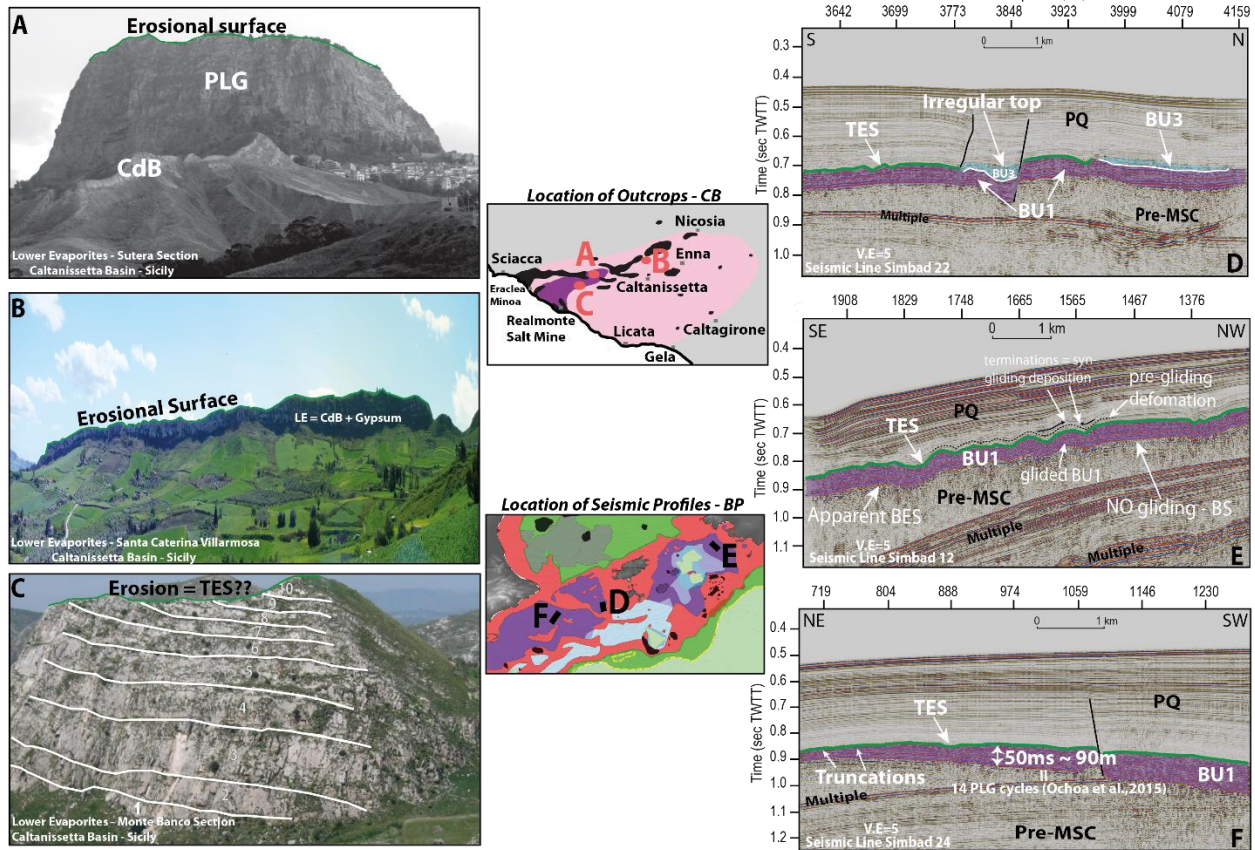 A
Erosional surface
PLG
CdB
Lower Evaporites - Sutera Section
Caltanissetta Basin - Sicily
B
Erosional Surface
LE = CdB + Gypsum
Lower Evaporites - Santa Caterina Villarmosa
Caltanissetta Basin - Sicily
C
Erosion = TES??
10
9
8
7
6
5
4
3
2
1
Lower Evaporites - Monte Banco Section
Caltanissetta Basin - Sicily
Location of Outcrops - CB
Nicosia
A
B
Enna
Sciacca
C
Caltanissetta
Eraclea
Minoa
Realmonte
Salt Mine
Licata
Caltagirone
Gela
Location of Seismic Profiles - BP
E
F
D
3642 3699 3773 3848 3923 3999 4079 4159
S
0 1 km
N
Time (sec TWTT)
0.3
0.4
0.5
0.6
0.7
0.8
0.9
1.0
Irregular top
PQ
BU3
TES
BU3
BU1
Multiple
Pre-MSC
V.E=5
Seismic Line Simbad 22
D
1908 1829 1748 1665 1565 1467 1376
SE
0 1 km
NW
Time (sec TWTT)
0.4
0.5
0.6
0.7
0.8
0.9
1.0
1.1
terminations = syn
gliding deposition
pre-gliding
defomation
PQ
TES
BU1
glided BU1
Pre-MSC
Apparent BES
NO gliding - BS
Multiple
Multiple
V.E=5
Seismic Line Simbad 12
E
719 804 888 974 1059 1146 1230
NE
0 1 km
SW
Time (sec TWTT)
0.4
0.5
0.6
0.7
0.8
0.9
1.0
1.1
1.2
PQ
TES
50ms ~ 90m
BU1
Truncations
=
14 PLG cycles (Ochoa et al.,2015)
Multiple
V.E=5
Seismic Line Simbad 24
Pre-MSC
F